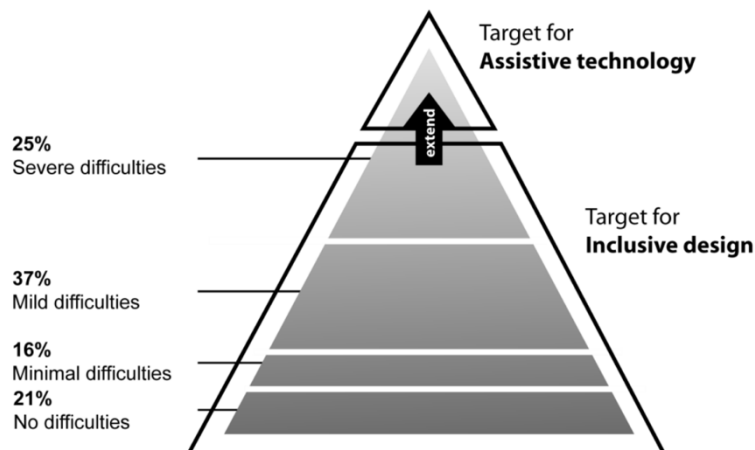 Target for
Assistive technology
extend
25%
Severe difficulties
Target for
Inclusive design
37%
Mild difficulties
16%
Minimal difficulties
21%
No difficulties